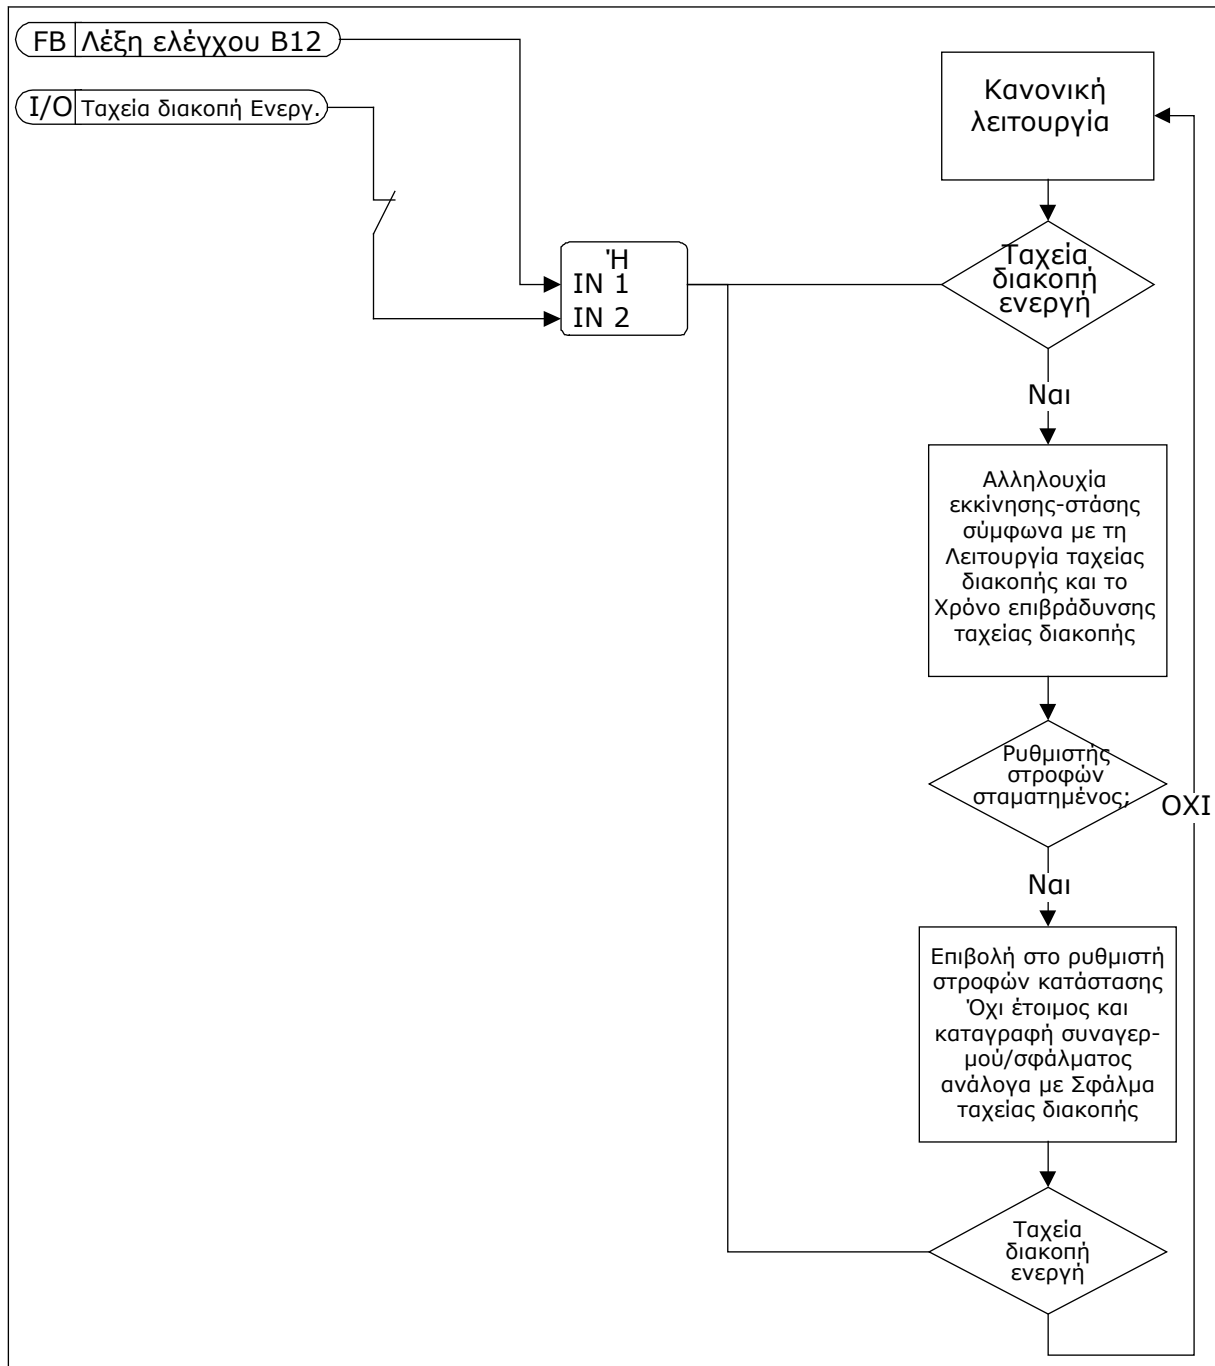 FB Λέξη ελέγχου B12
I/O Ταχεία διακοπή Ενεργ.
Κανονική
λειτουργία
Ή
IN 1
IN 2
Ταχεία
διακοπή
ενεργή
Ναι
Αλληλουχία
εκκίνησης-στάσης
σύμφωνα με τη
Λειτουργία ταχείας
διακοπής και το
Χρόνο επιβράδυνσης
ταχείας διακοπής
Ρυθμιστής
στροφών
σταματημένος;
ΟΧΙ
Ναι
Επιβολή στο ρυθμιστή
στροφών κατάστασης
Όχι έτοιμος και
καταγραφή συναγερ-
μού/σφάλματος
ανάλογα με Σφάλμα
ταχείας διακοπής
Ταχεία
διακοπή
ενεργή